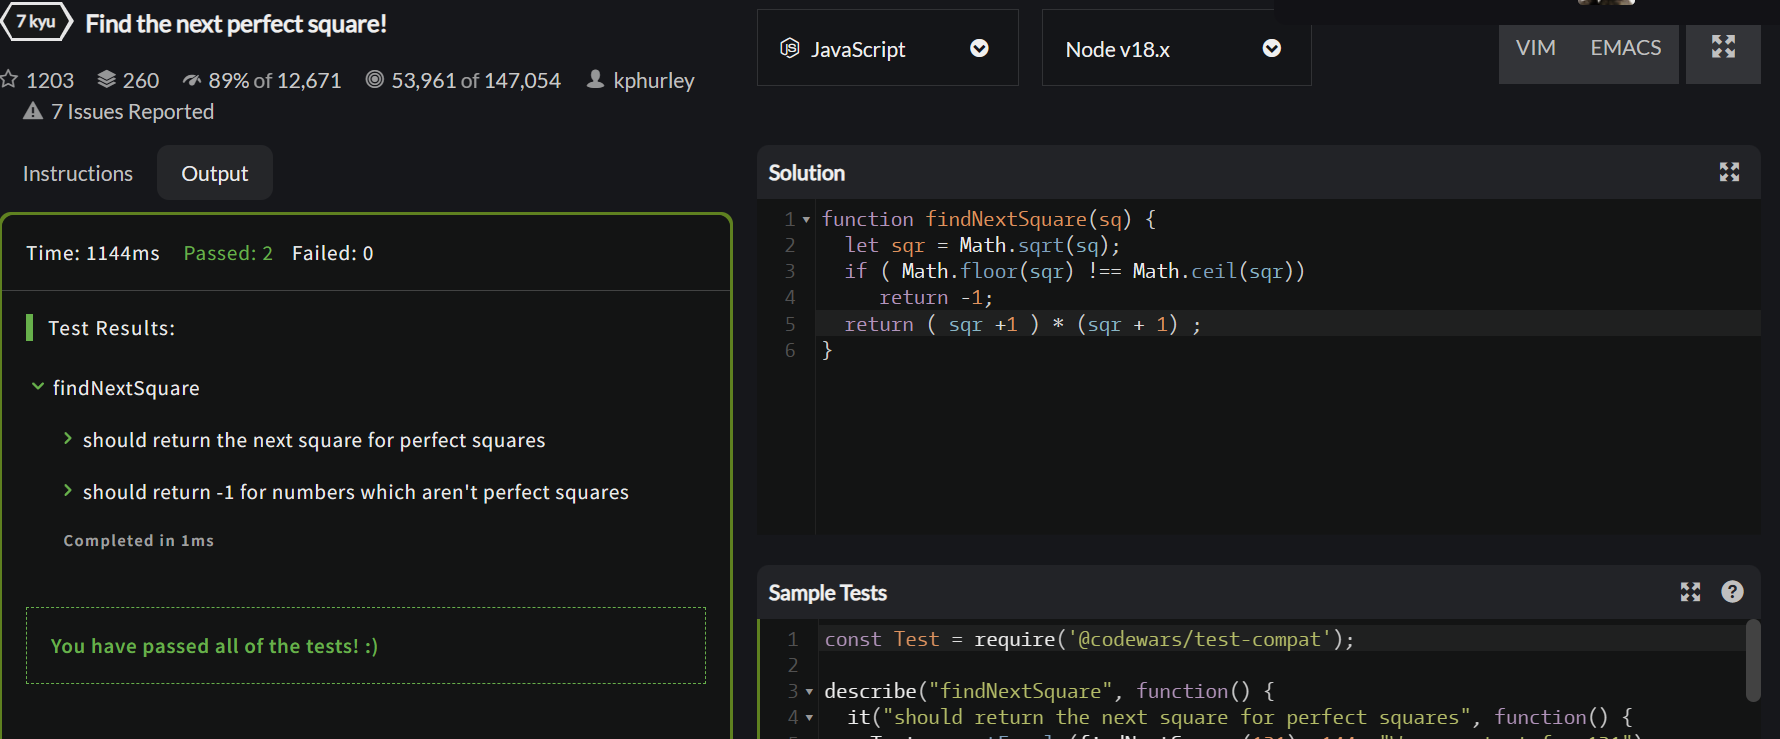 7 kyu Find the next perfect square!
1203 260 89% of 12,671 53,961 of 147,054 kphurley
7 Issues Reported
Instructions Output
Time: 1144ms Passed: 2 Failed: 0
Test Results:
findNextSquare
should return the next square for perfect squares
should return -1 for numbers which aren't perfect squares
Completed in 1ms
You have passed all of the tests! :)
JavaScript Node v18.x VIM EMACS
Solution
1 function findNextSquare(sq) {
2 let sqr = Math.sqrt(sq);
3 if ( Math.floor(sqr) !== Math.ceil(sqr))
4 return -1;
5 return ( sqr +1 ) * (sqr + 1) ;
6 }
Sample Tests
1 const Test = require('@codewars/test-compat');
2
3 describe("findNextSquare", function() {
4 it("should return the next square for perfect squares", function() {